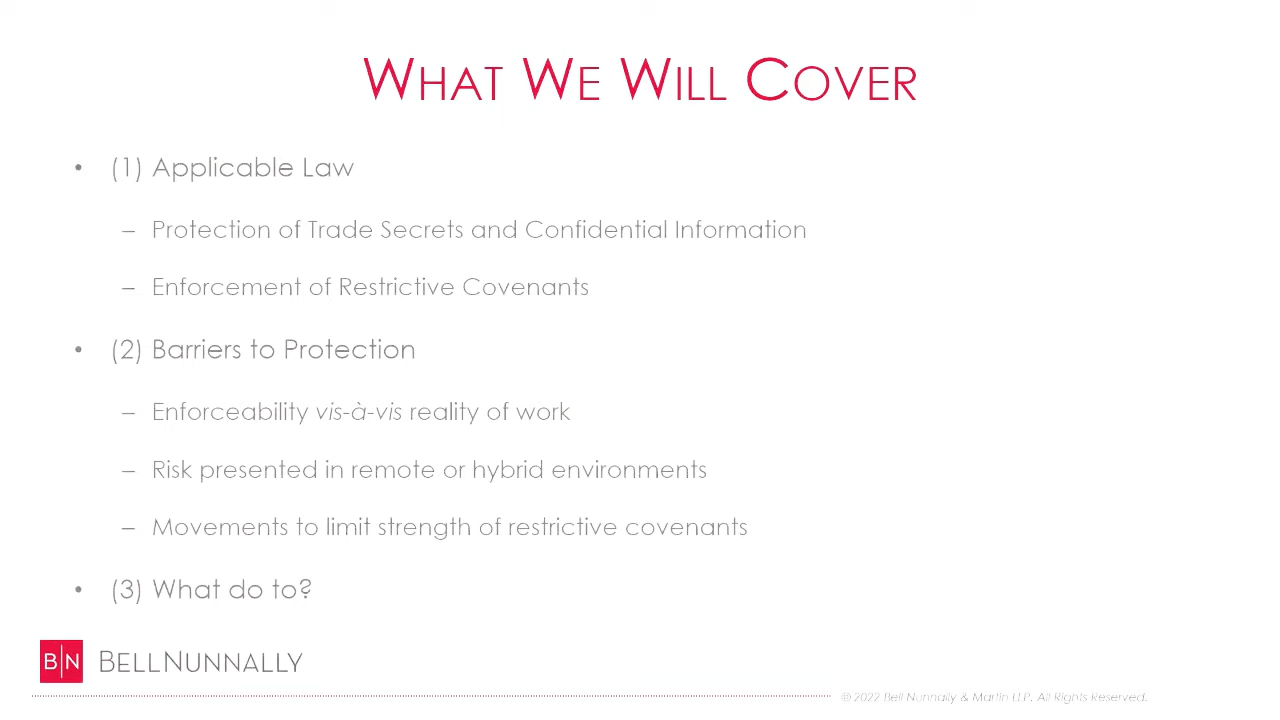 WHAT WE WILL COVER
• (1) Applicable Law
– Protection of Trade Secrets and Confidential Information
– Enforcement of Restrictive Covenants
• (2) Barriers to Protection
– Enforceability vis-à-vis reality of work
– Risk presented in remote or hybrid environments
– Movements to limit strength of restrictive covenants
• (3) What do to?
B|N BELLNUNNALLY
© 2022 Bell Nunnally & Martin LLP. All Rights Reserved.